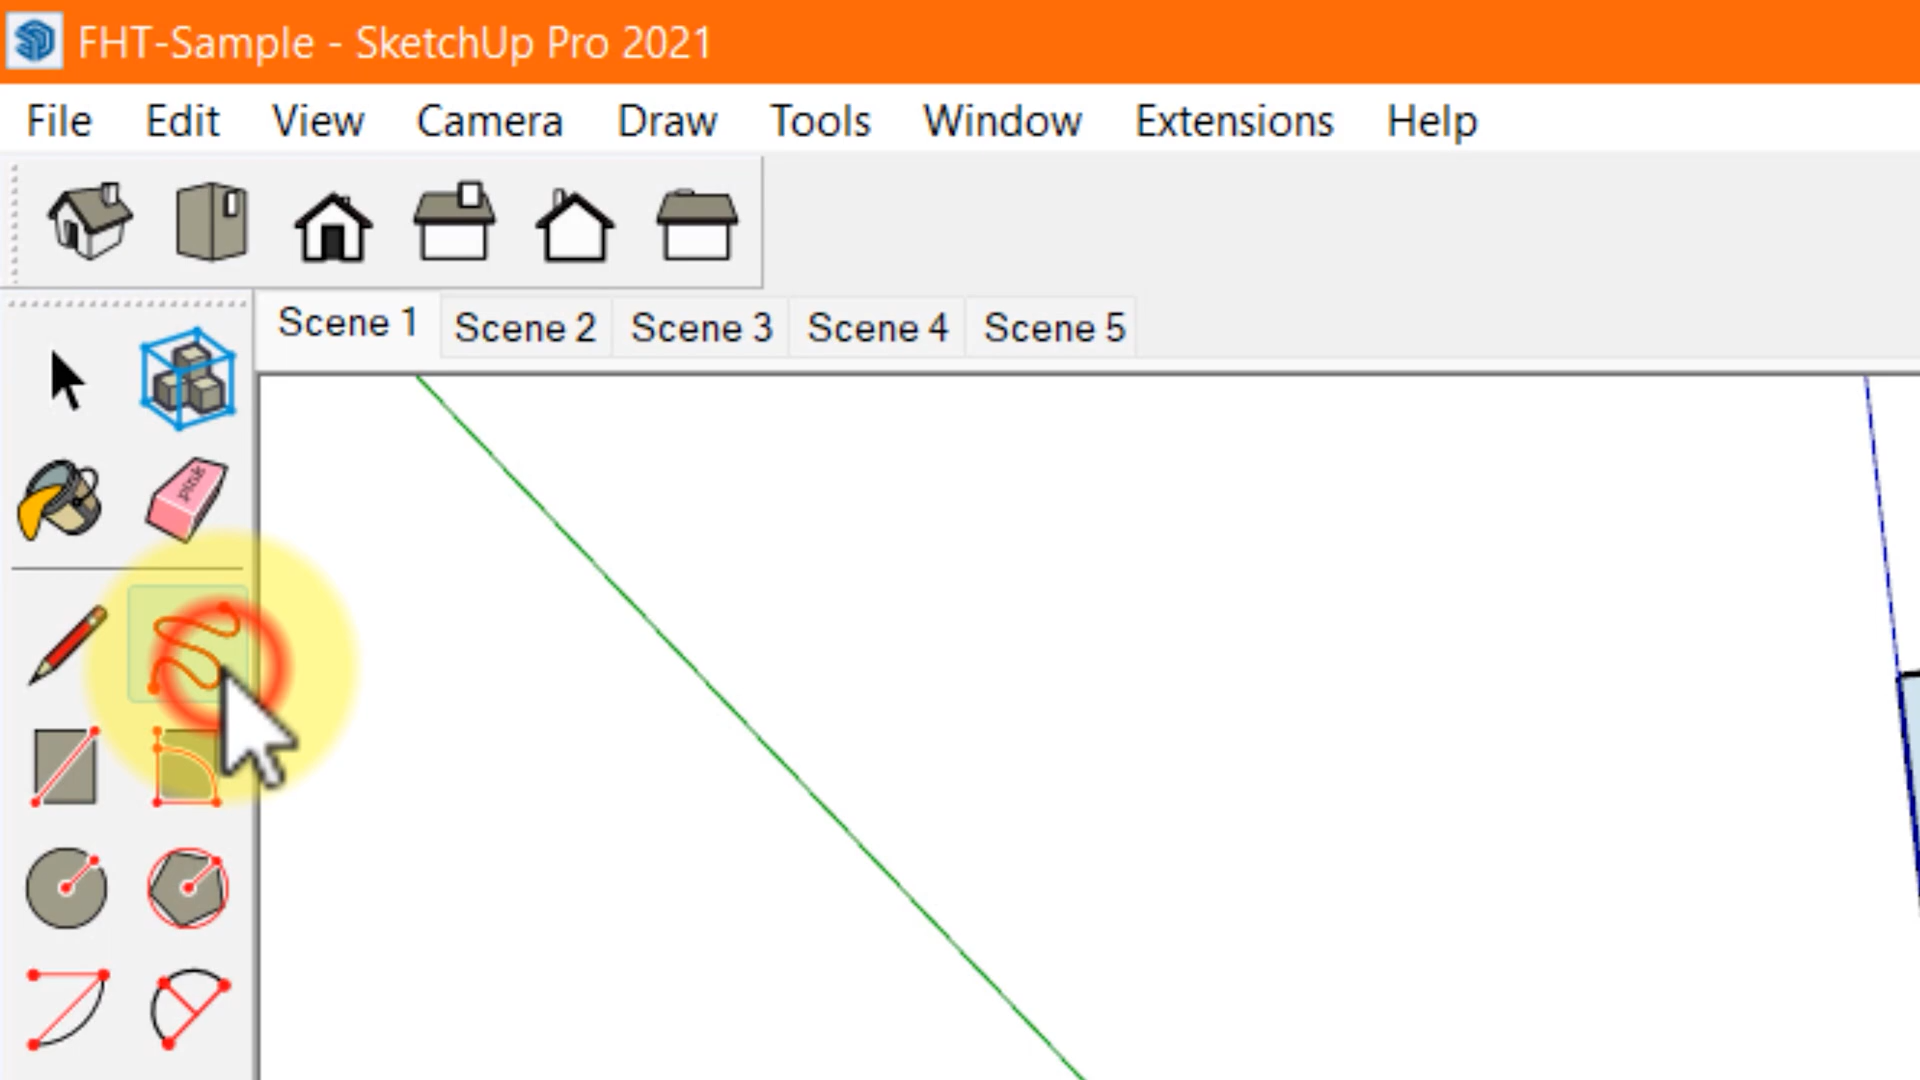 FHT-Sample - SketchUp Pro 2021
File Edit View Camera Draw Tools Window Extensions Help
Scene 1 Scene 2 Scene 3 Scene 4 Scene 5
pink